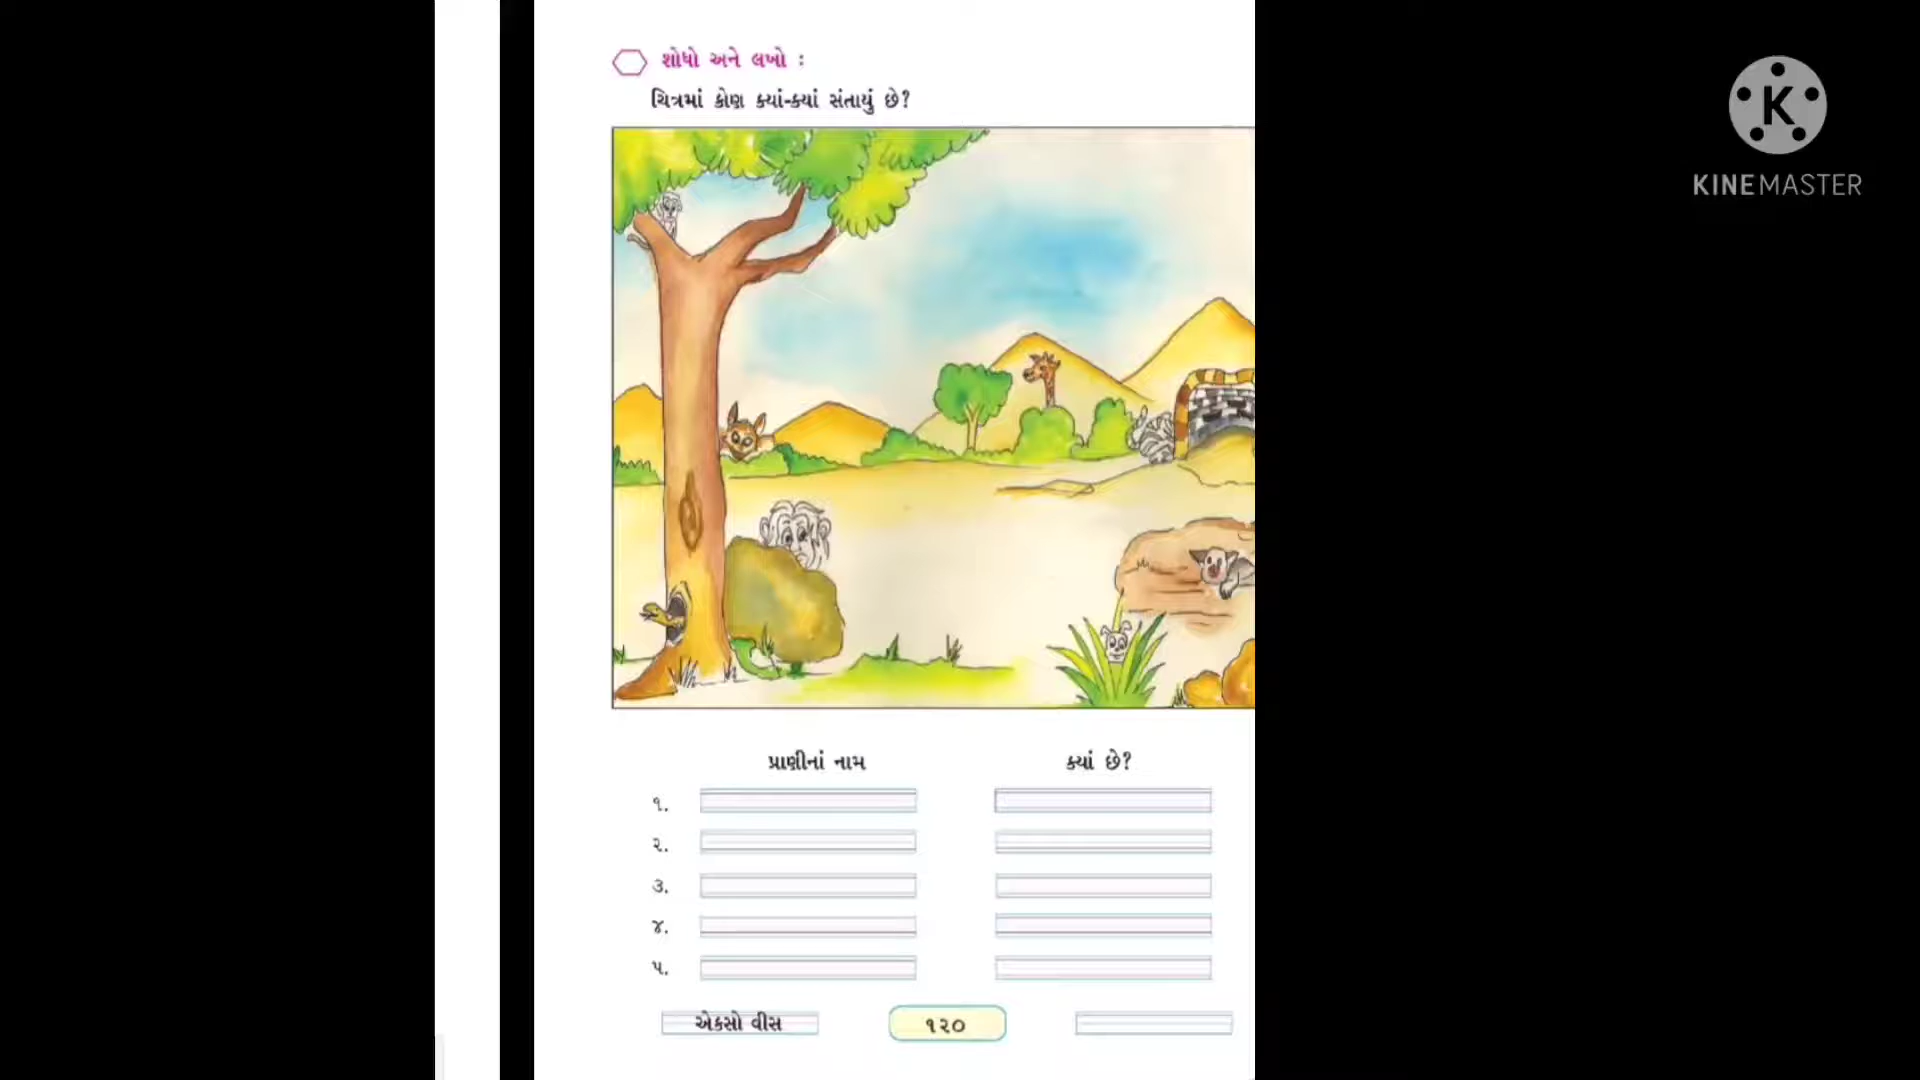 શોધો અને લખો :
ચિત્રમાં કોણ ક્યાં-ક્યાં સંતાયું છે?
K
KINEMASTER
પ્રાણીનાં નામ ક્યાં છે?
૧.
૨.
૩.
૪.
૫.
એકસો વીસ ૧૨૦